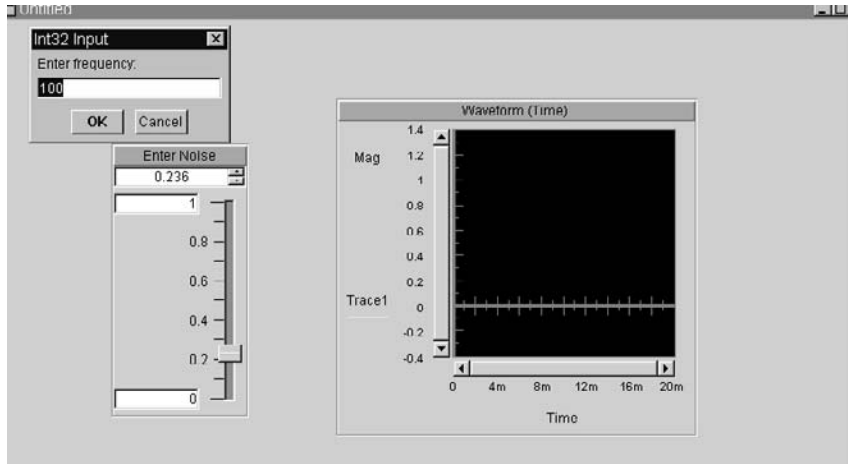 Untitled
Int32 Input
Enter frequency:
100
OK Cancel
Enter Noise
0.236
1
0.8
0.6
0.4
0.2
0
Waveform (Time)
Mag
Trace1
1.4
1.2
1
0.8
0.6
0.4
0.2
0
-0.2
-0.4
0 4m 8m 12m 16m 20m
Time